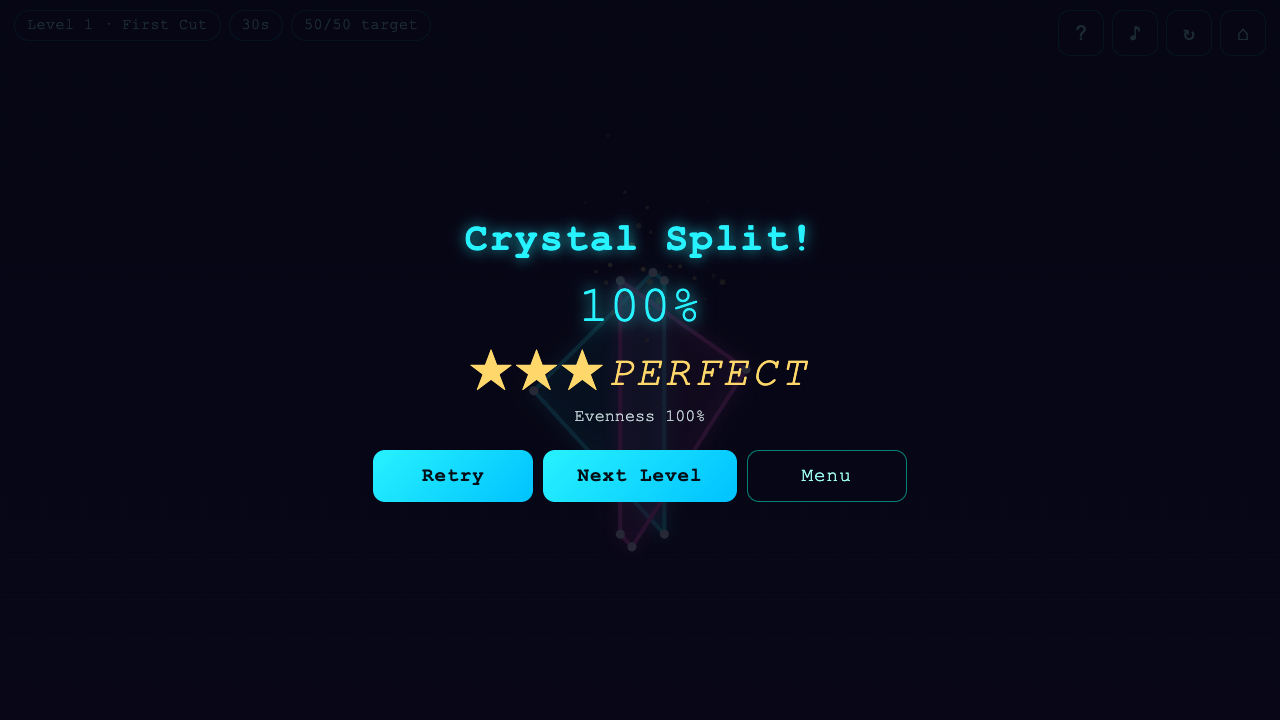 Level 1 · First Cut
30s
50/50 target
?
♪
↻
⌂
Crystal Split!
100%
★★★ PERFECT
Evenness 100%
Retry
Next Level
Menu